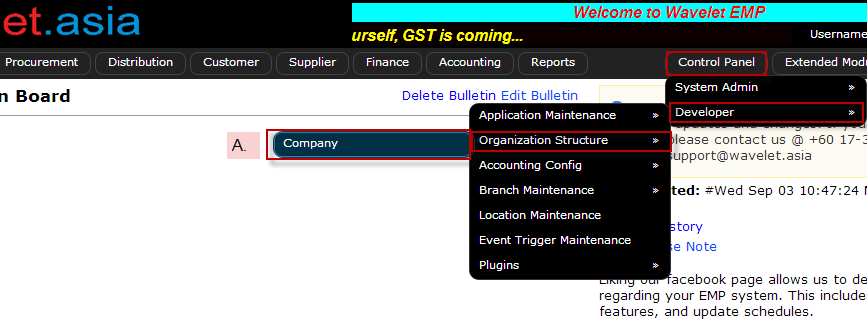 et.asia
Welcome to Wavelet EMP
urself, GST is coming...
Username
Procurement Distribution Customer Supplier Finance Accounting Reports Control Panel Extended Mod
n Board
Delete Bulletin Edit Bulletin
System Admin »
Developer »
Application Maintenance »
A. Company
Organization Structure »
Accounting Config »
Branch Maintenance »
Location Maintenance
Event Trigger Maintenance
Plugins »
please contact us @ +60 17-3
support@wavelet.asia
ted: #Wed Sep 03 10:47:24 M
story
se Note
Liking our facebook page allows us to de
regarding your EMP system. This include
features, and update schedules.